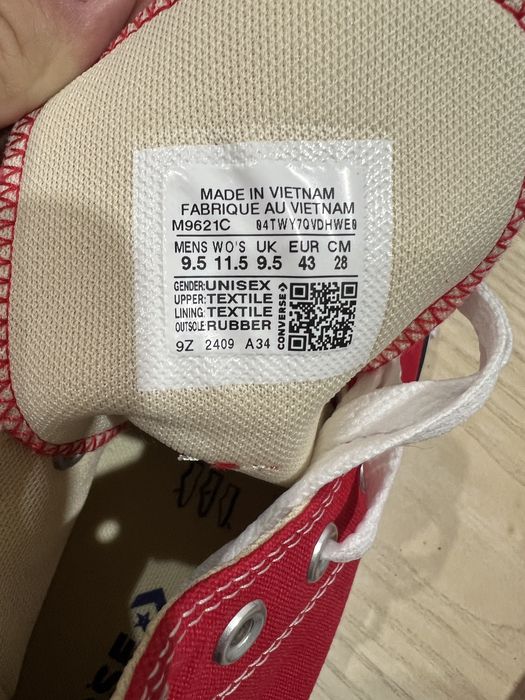 MADE IN VIETNAM
FABRIQUE AU VIETNAM
M9621C 04TWY7QVDHWE0
MENS WO'S UK EUR CM
9.5 11.5 9.5 43 28
GENDER: UNISEX
UPPER: TEXTILE
LINING: TEXTILE
OUTSOLE: RUBBER
CONVERSE
9Z 2409 A34